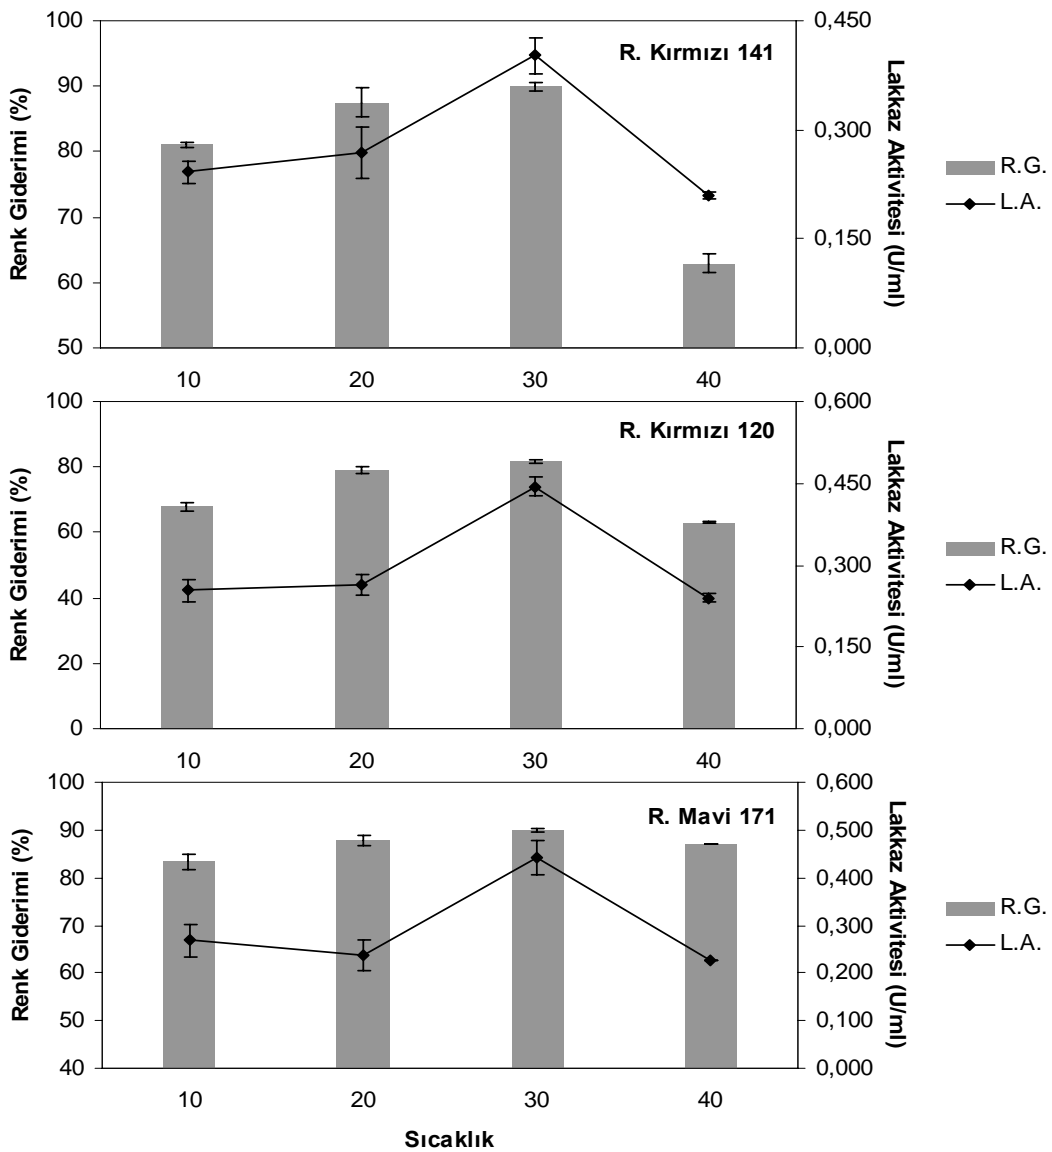 R. Kırmızı 141
Renk Giderimi (%)
100
90
80
70
60
50
0,450
0,300
0,150
0,000
Lakkaz Aktivitesi (U/ml)
10 20 30 40
R.G.
L.A.
R. Kırmızı 120
Renk Giderimi (%)
100
80
60
40
20
0
0,600
0,450
0,300
0,150
0,000
Lakkaz Aktivitesi (U/ml)
10 20 30 40
R.G.
L.A.
R. Mavi 171
Renk Giderimi (%)
100
90
80
70
60
50
40
0,600
0,500
0,400
0,300
0,200
0,100
0,000
Lakkaz Aktivitesi (U/ml)
10 20 30 40
R.G.
L.A.
Sıcaklık